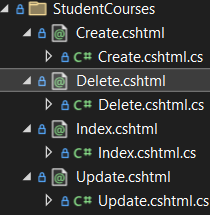 StudentCourses
Create.cshtml
C# Create.cshtml.cs
Delete.cshtml
C# Delete.cshtml.cs
Index.cshtml
C# Index.cshtml.cs
Update.cshtml
C# Update.cshtml.cs